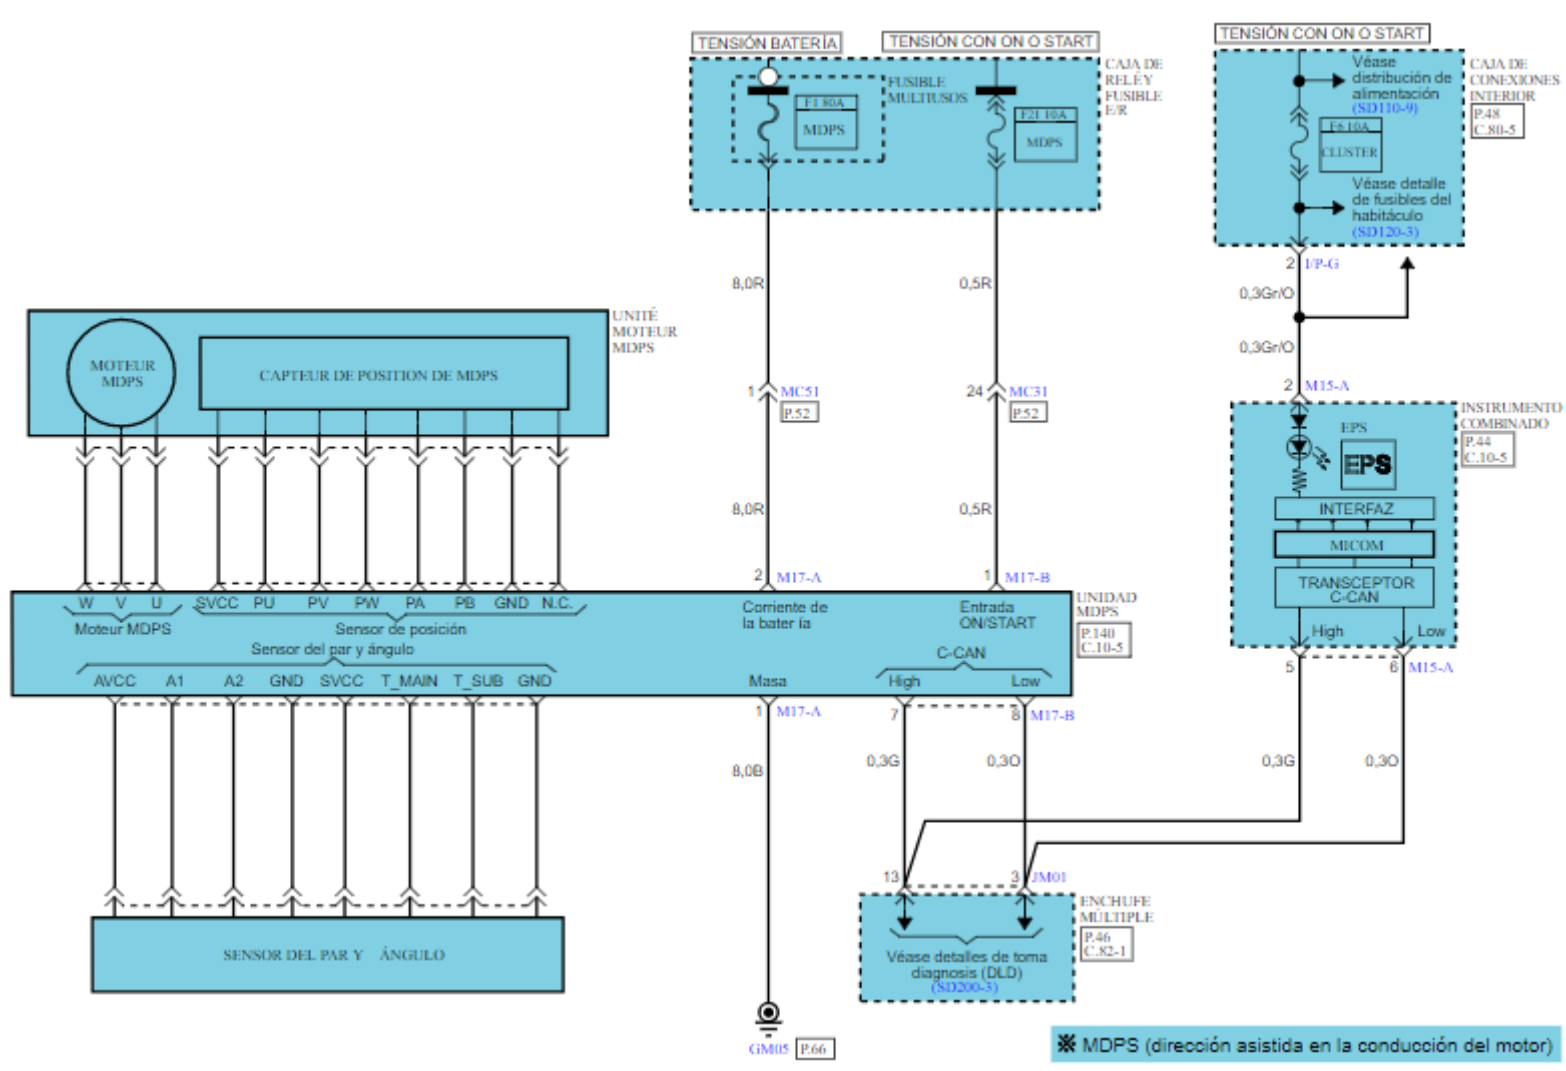 TENSIÓN BATERÍA
TENSIÓN CON ON O START
TENSIÓN CON ON O START
FUSIBLE
MULTIUSOS
F1 80A
MDPS
F21 10A
MDPS
CAJA DE
RELÉ Y
FUSIBLE
E/R
Véase
distribución de
alimentación
(SD110-9)
F6 10A
CLUSTER
Véase detalle
de fusibles del
habitáculo
(SD120-3)
CAJA DE
CONEXIONES
INTERIOR
P.48
C.80-5
2 I/P-G
8,0R
0,5R
0,3Gr/O
0,3Gr/O
UNITÉ
MOTEUR
MDPS
MOTEUR
MDPS
CAPTEUR DE POSITION DE MDPS
1 MC51
P.52
24 MC31
P.52
2 M15-A
INSTRUMENTO
COMBINADO
P.44
C.10-5
EPS
EPS
INTERFAZ
MICOM
TRANSCEPTOR
C-CAN
High
Low
5
6 M15-A
8,0R
0,5R
2 M17-A
1 M17-B
W V U
Moteur MDPS
SVCC PU PV PW PA PB GND N.C.
Sensor de posición
Sensor del par y ángulo
AVCC A1 A2 GND SVCC T_MAIN T_SUB GND
Corriente de
la bater ía
Entrada
ON/START
C-CAN
Masa
High
Low
UNIDAD
MDPS
P.140
C.10-5
1 M17-A
7
8 M17-B
8,0B
0,3G
0,3O
0,3G
0,3O
13
3 JM01
SENSOR DEL PAR Y ÁNGULO
ENCHUFE
MÚLTIPLE
P.46
C.82-1
Véase detalles de toma
diagnosis (DLD)
(SD200-3)
GM05 P.66
※ MDPS (dirección asistida en la conducción del motor)